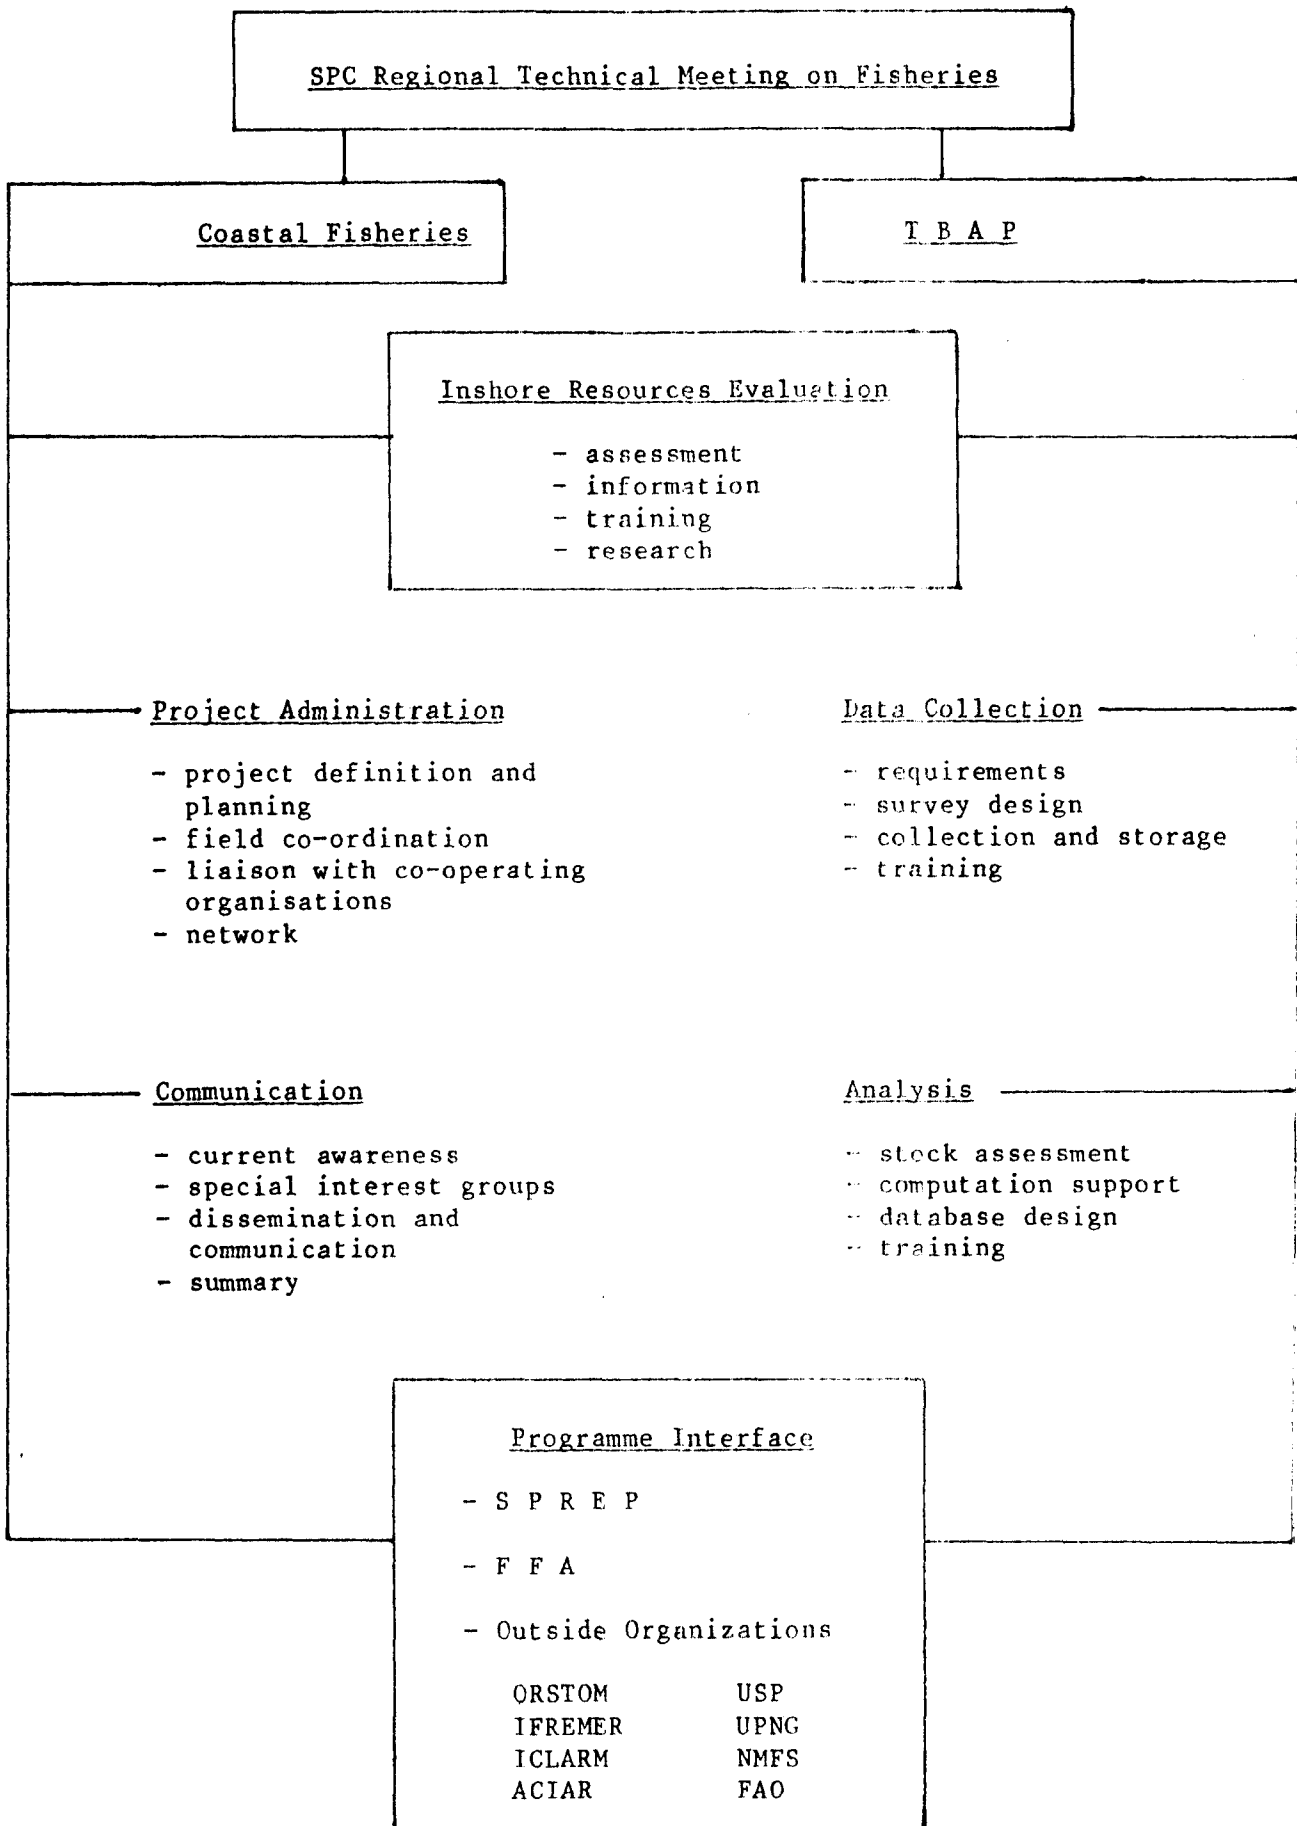 SPC Regional Technical Meeting on Fisheries
Coastal Fisheries
T B A P
Inshore Resources Evaluation
- assessment
- information
- training
- research
Project Administration
- project definition and
planning
- field co-ordination
- liaison with co-operating
organisations
- network
Data Collection
- requirements
- survey design
- collection and storage
- training
Communication
- current awareness
- special interest groups
- dissemination and
communication
- summary
Analysis
- stock assessment
- computation support
- database design
- training
Programme Interface
- S P R E P
- F F A
- Outside Organizations
ORSTOM USP
IFREMER UPNG
ICLARM NMFS
ACIAR FAO